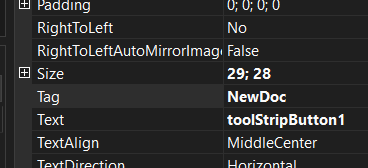 Padding 0; 0; 0; 0
RightToLeft No
RightToLeftAutoMirrorImage False
Size 29; 28
Tag NewDoc
Text toolStripButton1
TextAlign MiddleCenter
TextDirection Horizontal